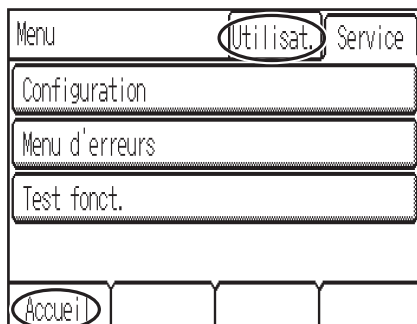 Menu Utilisat. Service
Configuration
Menu d'erreurs
Test fonct.
Accueil